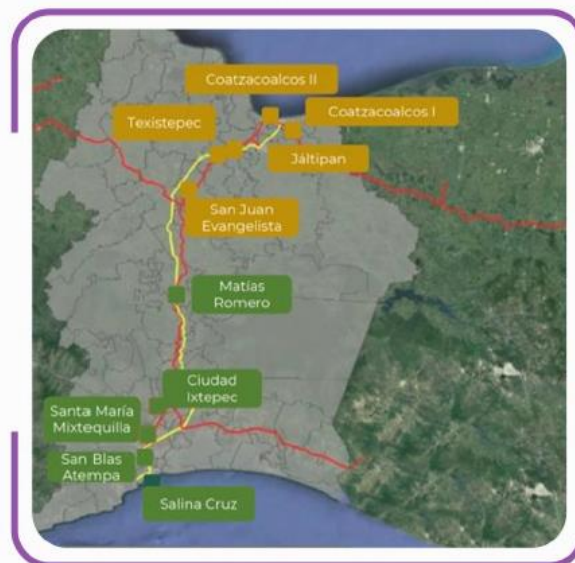 Coatzacoalcos II
Coatzacoalcos I
Texistepec
Jáltipan
San Juan
Evangelista
Matías
Romero
Ciudad
Ixtepec
Santa María
Mixtequilla
San Blas
Atempa
Salina Cruz